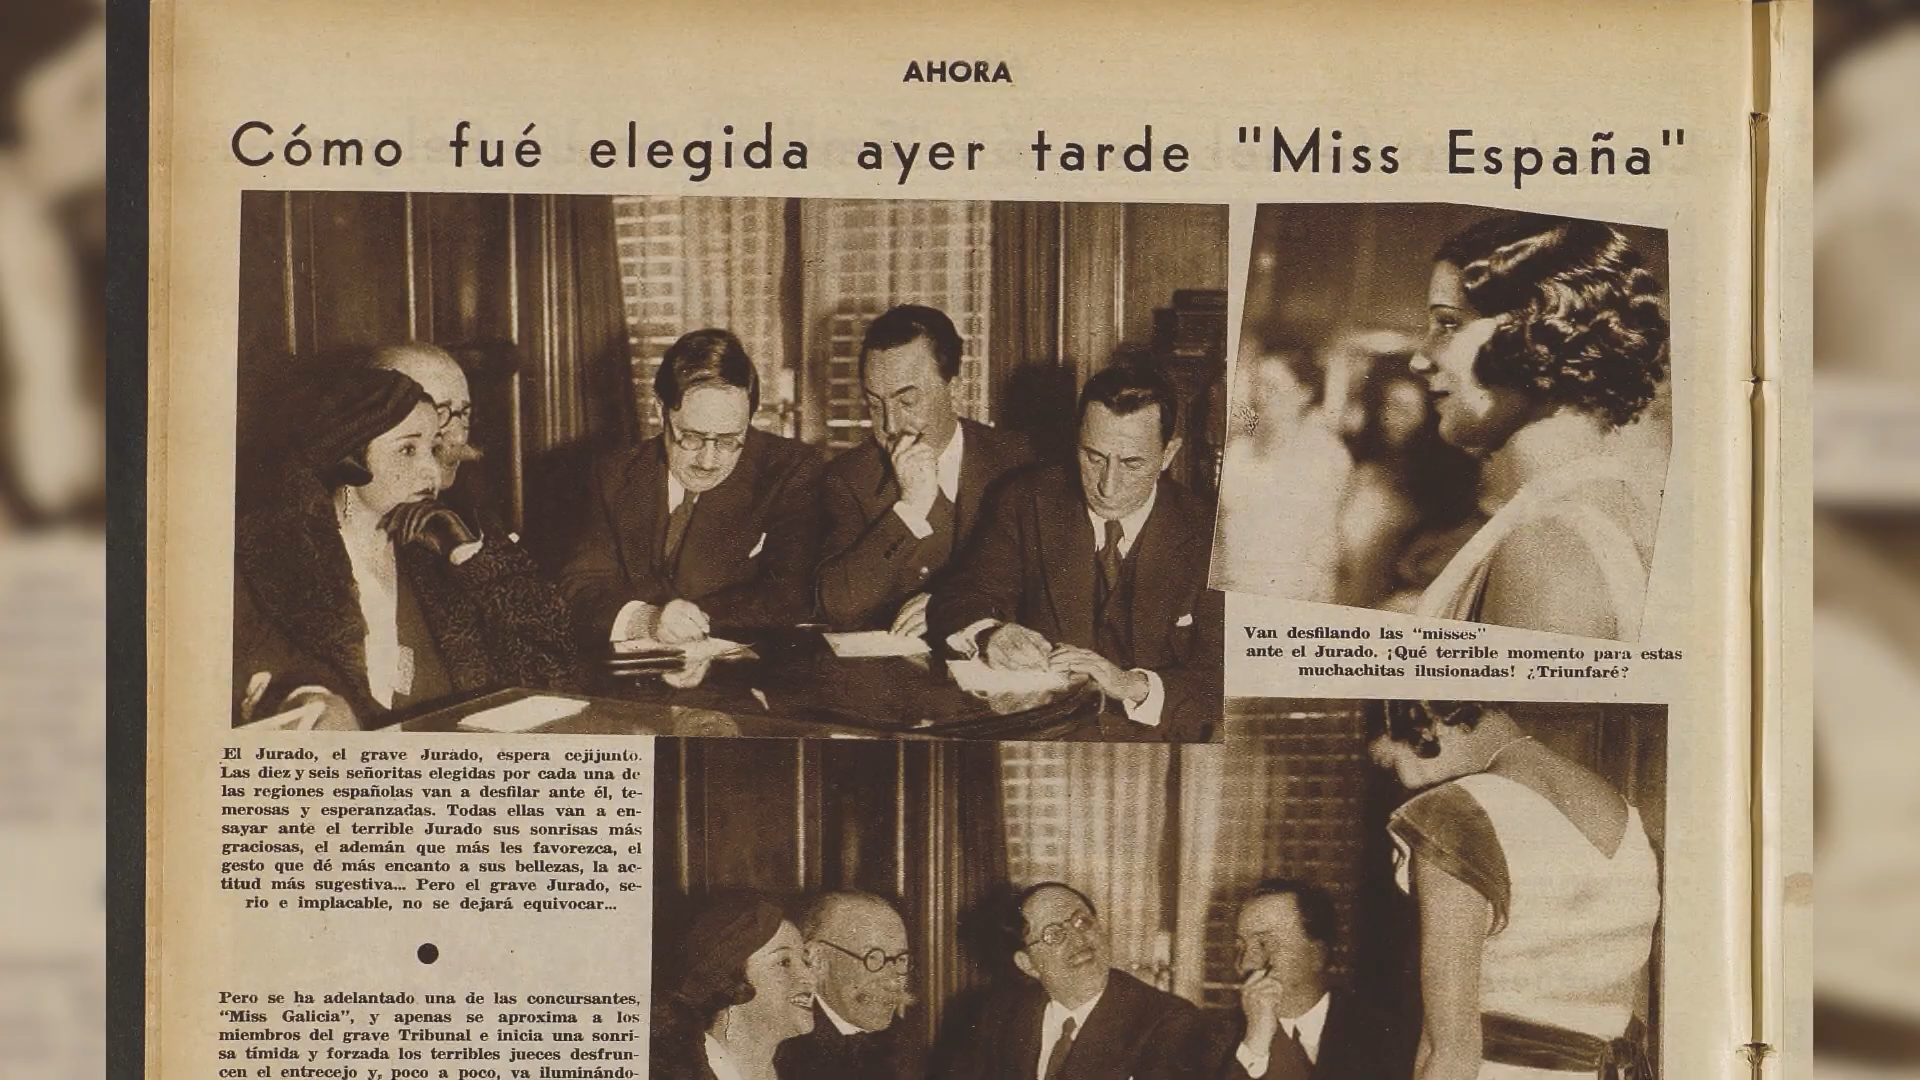 AHORA
Cómo fué elegida ayer tarde "Miss España"
Van desfilando las "misses"
ante el Jurado. ¡Qué terrible momento para estas
muchachitas ilusionadas! ¿Triunfaré?
El Jurado, el grave Jurado, espera cejijunto.
Las diez y seis señoritas elegidas por cada una de
las regiones españolas van a desfilar ante él, te-
merosas y esperanzadas. Todas ellas van a en-
sayar ante el terrible Jurado sus sonrisas más
graciosas, el ademán que más les favorezca, el
gesto que dé más encanto a sus bellezas, la ac-
titud más sugestiva... Pero el grave Jurado, se-
rio e implacable, no se dejará equivocar...
Pero se ha adelantado una de las concursantes,
"Miss Galicia", y apenas se aproxima a los
miembros del grave Tribunal e inicia una sonri-
sa tímida y forzada los terribles jueces desfrun-
cen el entrecejo y, poco a poco, va iluminándo-